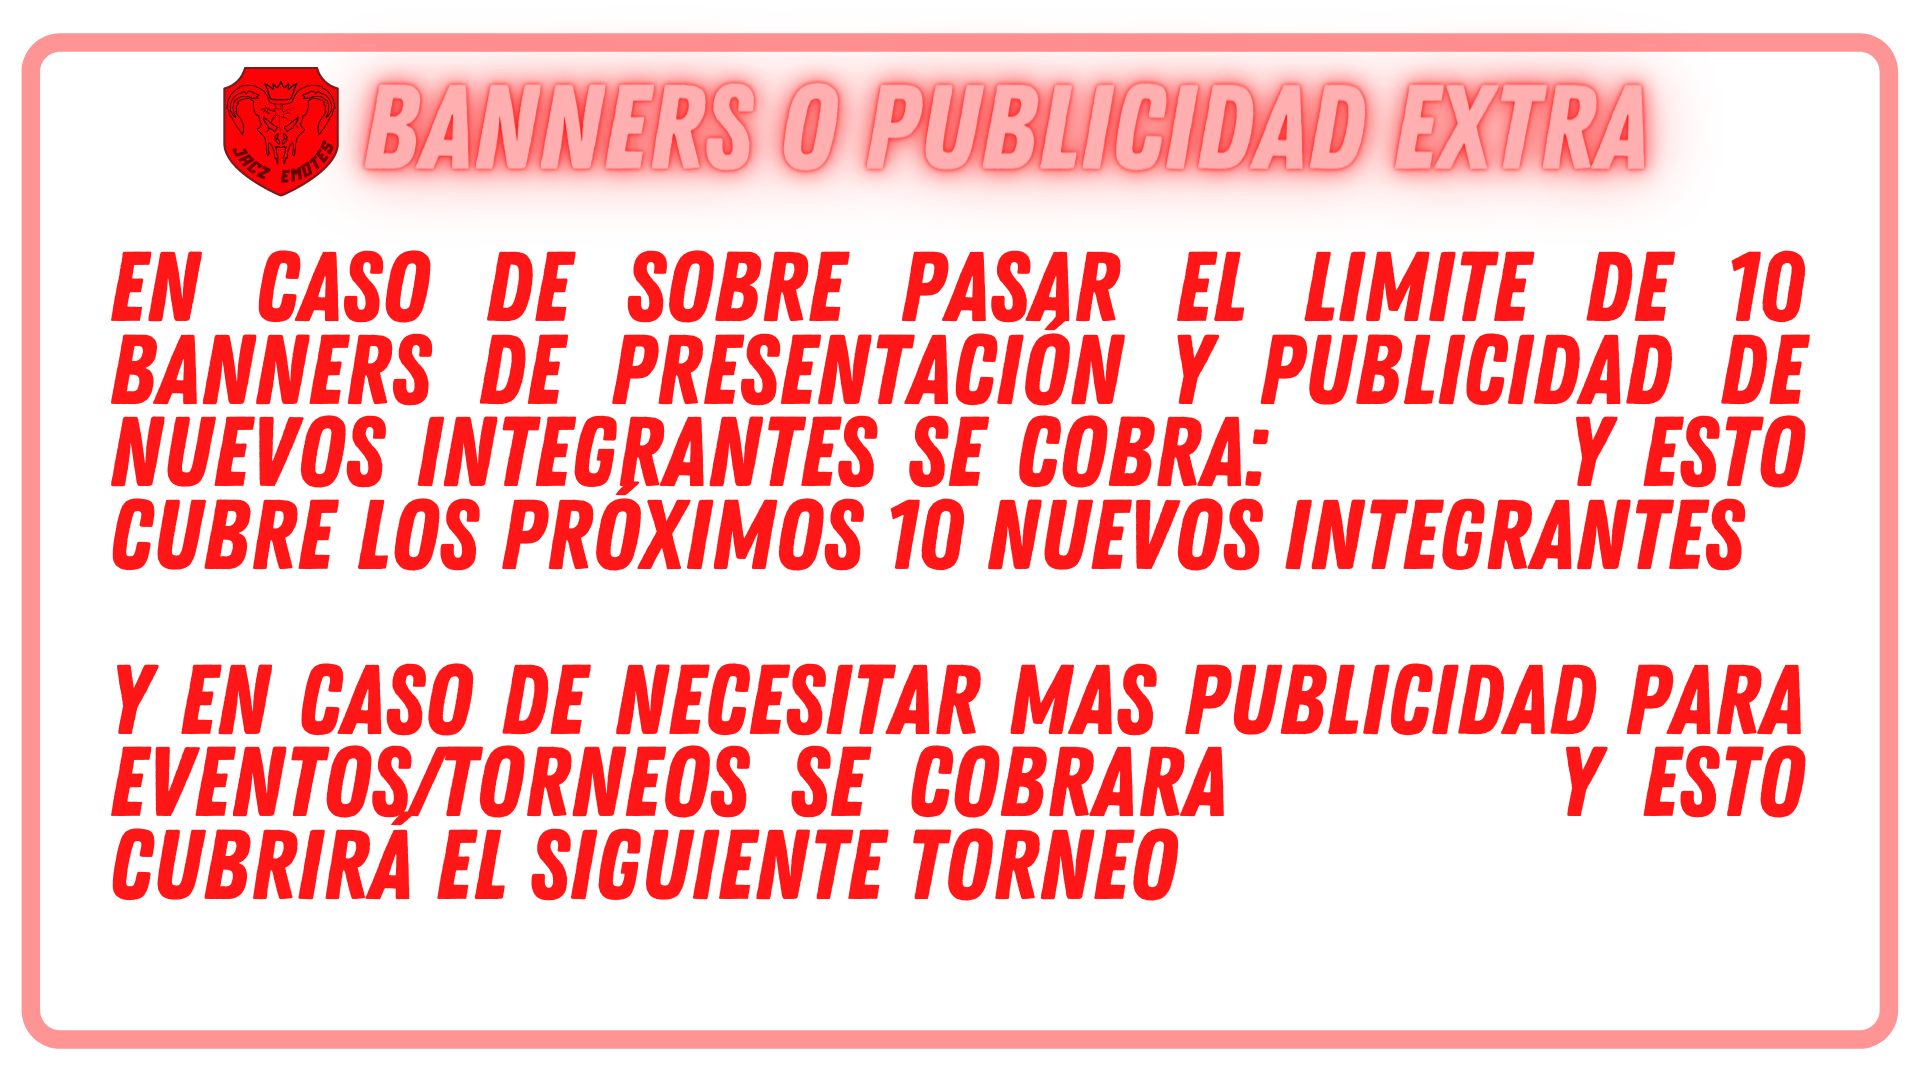 JACZ EMOTES
BANNERS O PUBLICIDAD EXTRA
EN CASO DE SOBRE PASAR EL LIMITE DE 10
BANNERS DE PRESENTACIÓN Y PUBLICIDAD DE
NUEVOS INTEGRANTES SE COBRA: Y ESTO
CUBRE LOS PRÓXIMOS 10 NUEVOS INTEGRANTES
Y EN CASO DE NECESITAR MAS PUBLICIDAD PARA
EVENTOS/TORNEOS SE COBRARA Y ESTO
CUBRIRÁ EL SIGUIENTE TORNEO